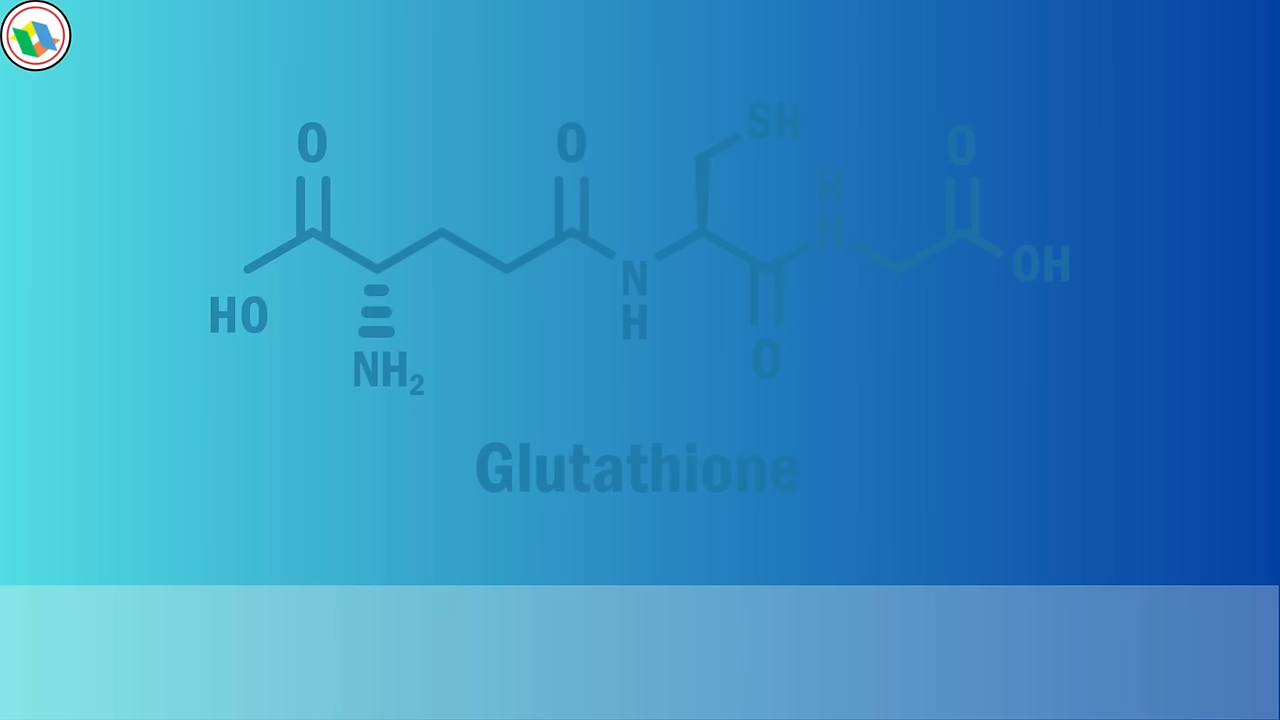 O O SH O
H
N
HO N OH
H
NH₂ O
Glutathione